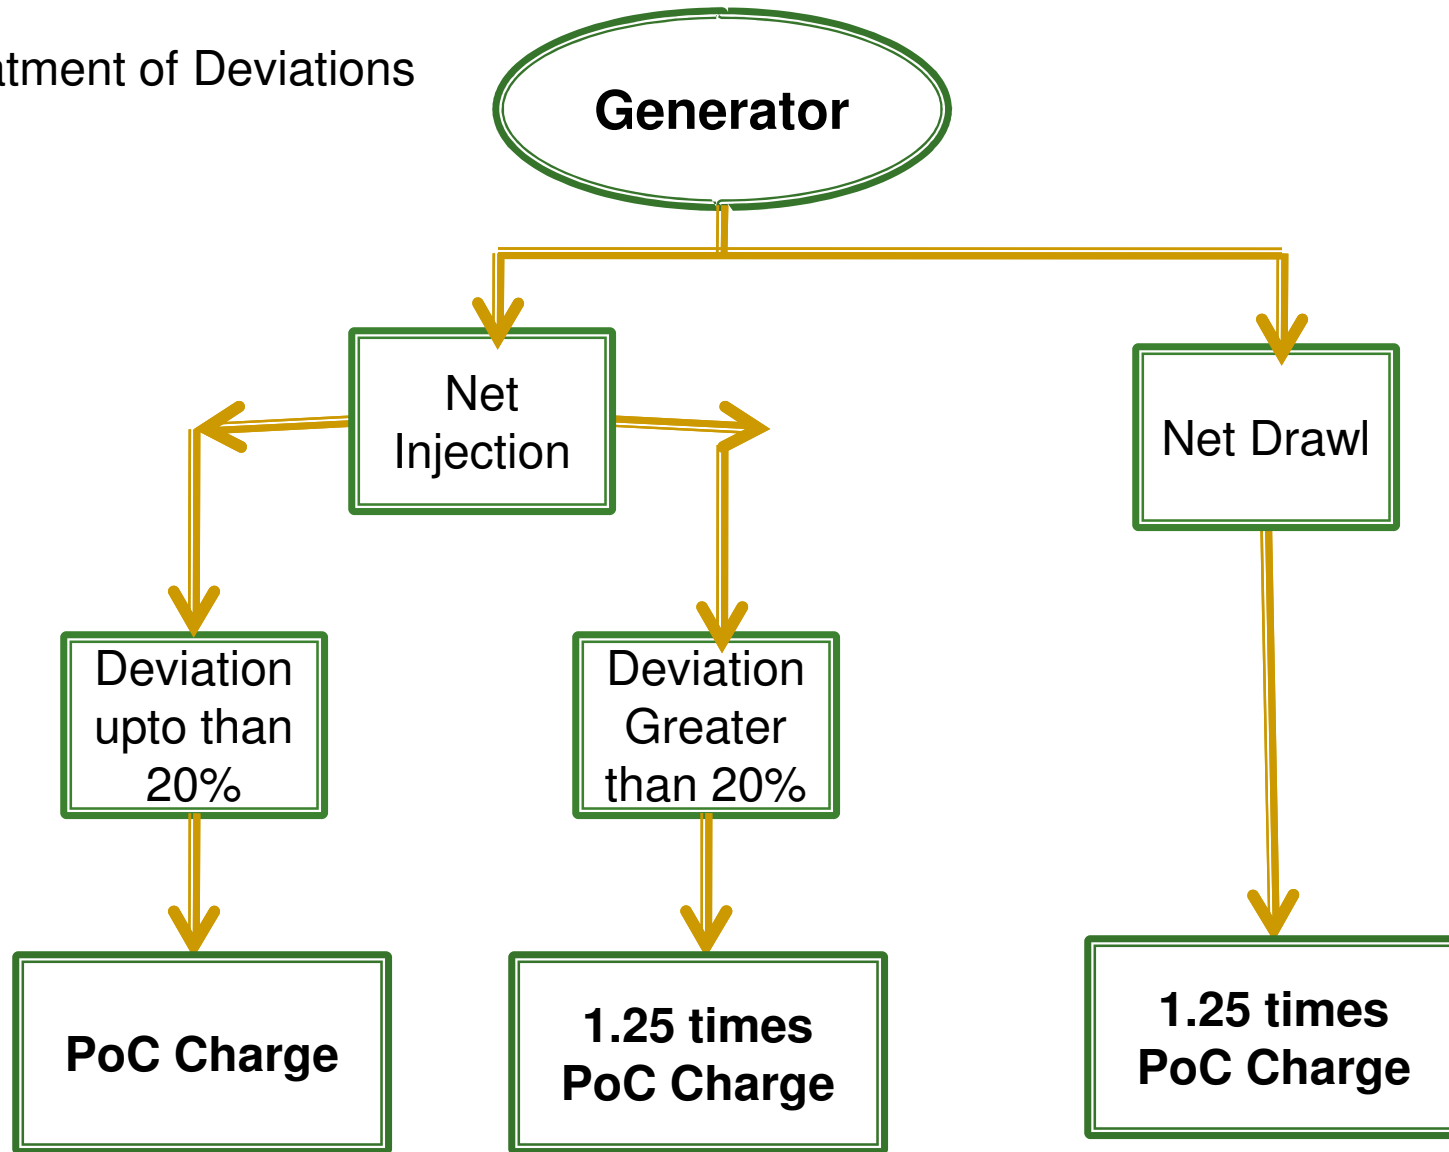 atment of Deviations
Generator
Net
Injection
Net Drawl
Deviation
upto than
20%
Deviation
Greater
than 20%
PoC Charge
1.25 times
PoC Charge
1.25 times
PoC Charge